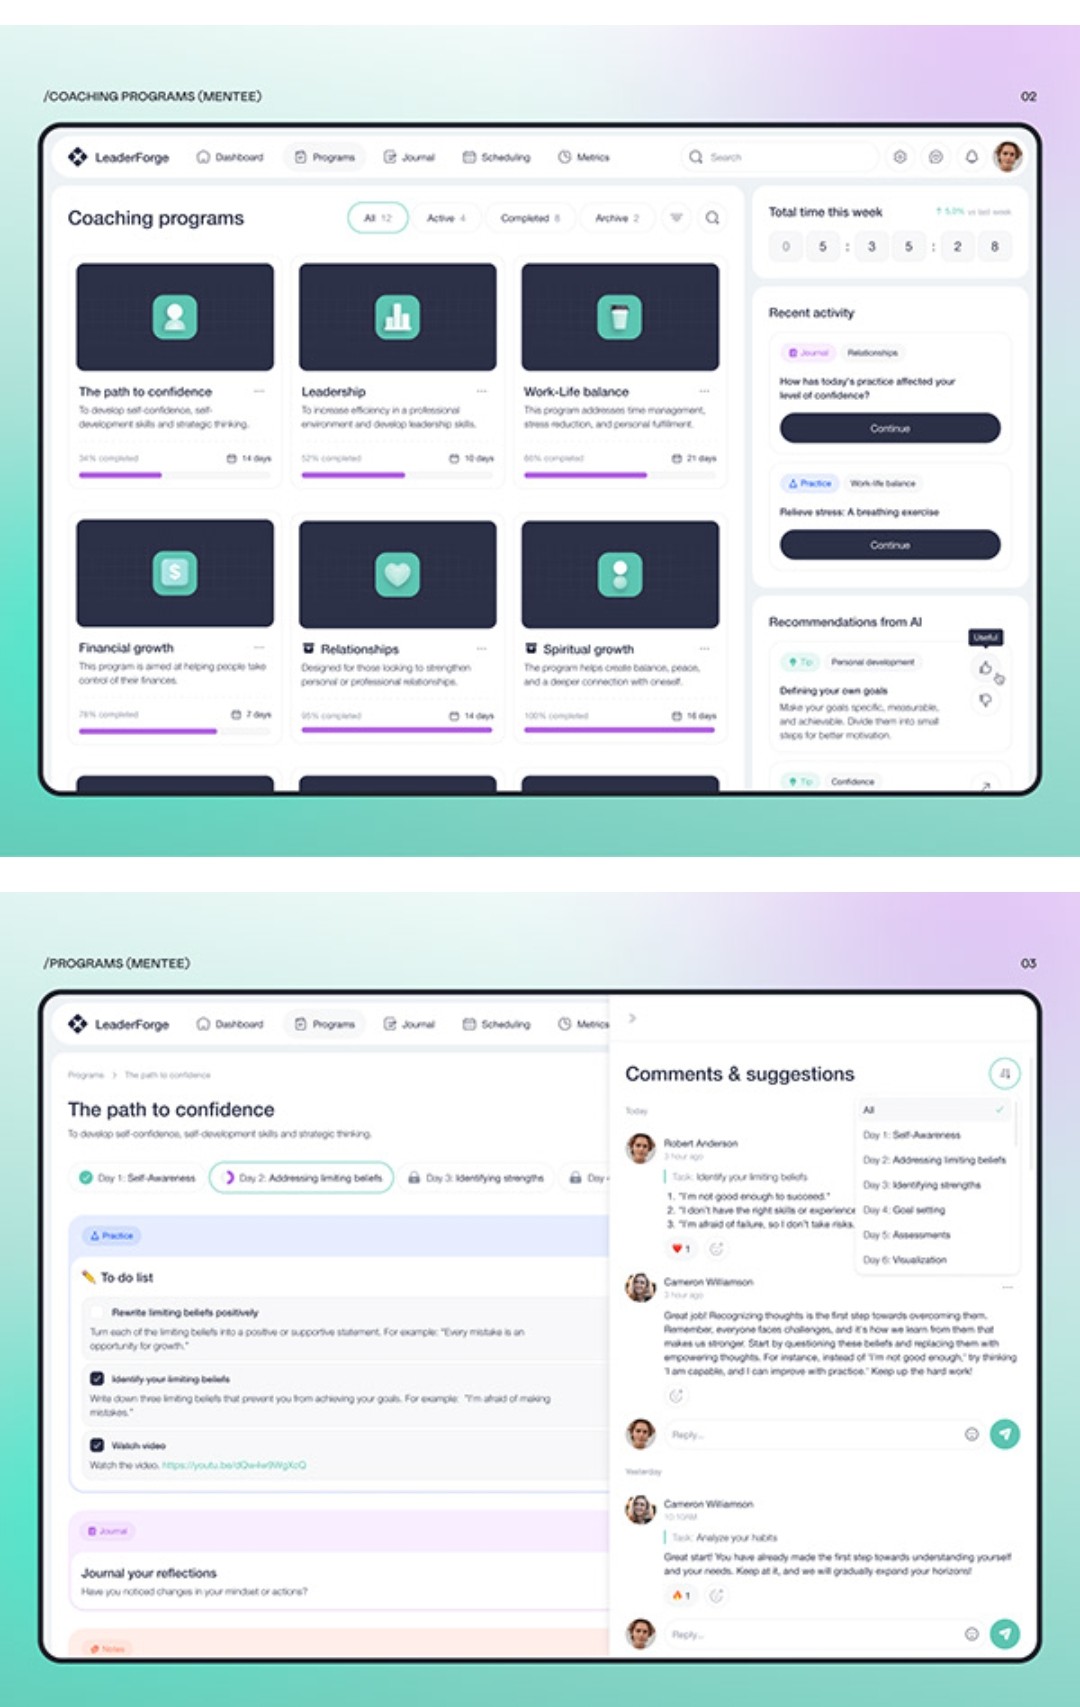 /COACHING PROGRAMS (MENTEE)
02
LeaderForge
Dashboard
Programs
Journal
Scheduling
Metrics
Search
Coaching programs
All 12
Active 4
Completed 8
Archive 2
The path to confidence
To develop self-confidence, self-
development skills and strategic thinking.
34% completed
14 days
Leadership
To increase efficiency in a professional
environment and develop leadership skills.
52% completed
10 days
Work-Life balance
This program addresses time management,
stress reduction, and personal fulfillment.
66% completed
21 days
Financial growth
This program is aimed at helping people take
control of their finances.
78% completed
7 days
Relationships
Designed for those looking to strengthen
personal or professional relationships.
95% completed
14 days
Spiritual growth
The program helps create balance, peace,
and a deeper connection with oneself.
100% completed
16 days
Total time this week
5.0% vs last week
0 5 : 3 5 : 2 8
Recent activity
Journal
Relationships
How has today's practice affected your
level of confidence?
Continue
Practice
Work-life balance
Relieve stress: A breathing exercise
Continue
Recommendations from AI
Useful
Tip
Personal development
Defining your own goals
Make your goals specific, measurable,
and achievable. Divide them into small
steps for better motivation.
Tip
Confidence
/PROGRAMS (MENTEE)
03
LeaderForge
Dashboard
Programs
Journal
Scheduling
Metrics
Programs > The path to confidence
The path to confidence
To develop self-confidence, self-development skills and strategic thinking.
Day 1: Self-Awareness
Day 2: Addressing limiting beliefs
Day 3: Identifying strengths
Day
Practice
To do list
Rewrite limiting beliefs positively
Turn each of the limiting beliefs into a positive or supportive statement. For example: "Every mistake is an
opportunity for growth."
Identify your limiting beliefs
Write down three limiting beliefs that prevent you from achieving your goals. For example: "I'm afraid of making
mistakes."
Watch video
Watch the video. https://youtu.be/dQw4w9WgXcQ
Journal
Journal your reflections
Have you noticed changes in your mindset or actions?
Notes
Comments & suggestions
Today
All
Day 1: Self-Awareness
Day 2: Addressing limiting beliefs
Day 3: Identifying strengths
Day 4: Goal setting
Day 5: Assessments
Day 6: Visualization
Robert Anderson
3 hour ago
Task: Identify your limiting beliefs
1. "I'm not good enough to succeed."
2. "I don't have the right skills or experience
3. "I'm afraid of failure, so I don't take risks.
1
Cameron Williamson
3 hour ago
Great job! Recognizing thoughts is the first step towards overcoming them.
Remember, everyone faces challenges, and it's how we learn from them that
makes us stronger. Start by questioning these beliefs and replacing them with
empowering thoughts. For instance, instead of 'I'm not good enough,' try thinking
'I am capable, and I can improve with practice.' Keep up the hard work!
Reply...
Yesterday
Cameron Williamson
10:10AM
Task: Analyze your habits
Great start! You have already made the first step towards understanding yourself
and your needs. Keep at it, and we will gradually expand your horizons!
1
Reply...